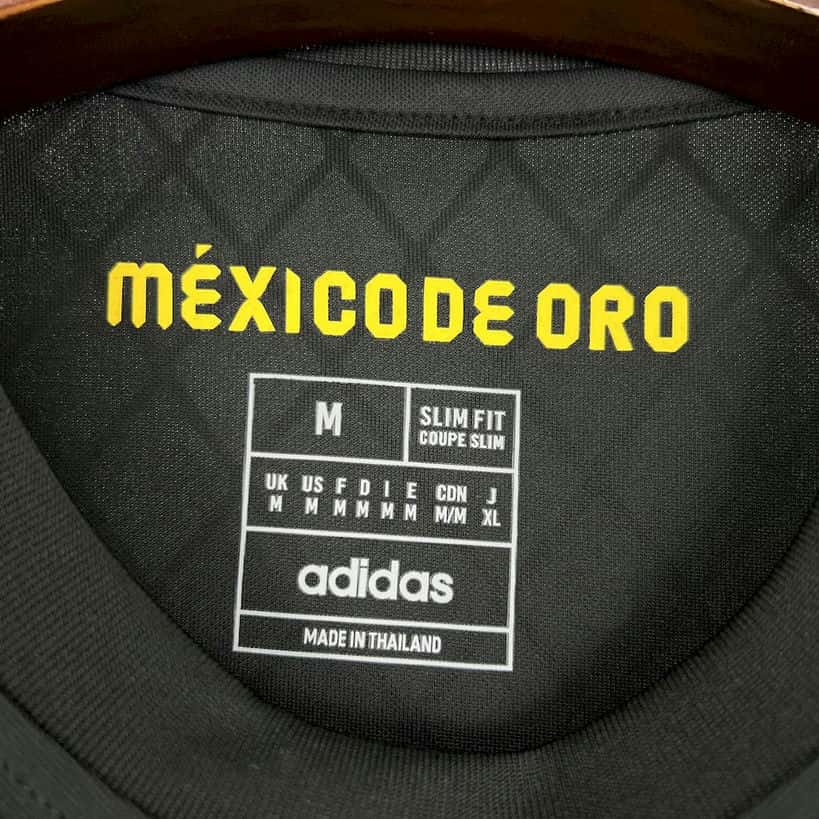 MÉXICO DE ORO
M
SLIM FIT
COUPE SLIM
UK US F D I E CDN J
M M M M M M M/M XL
adidas
MADE IN THAILAND